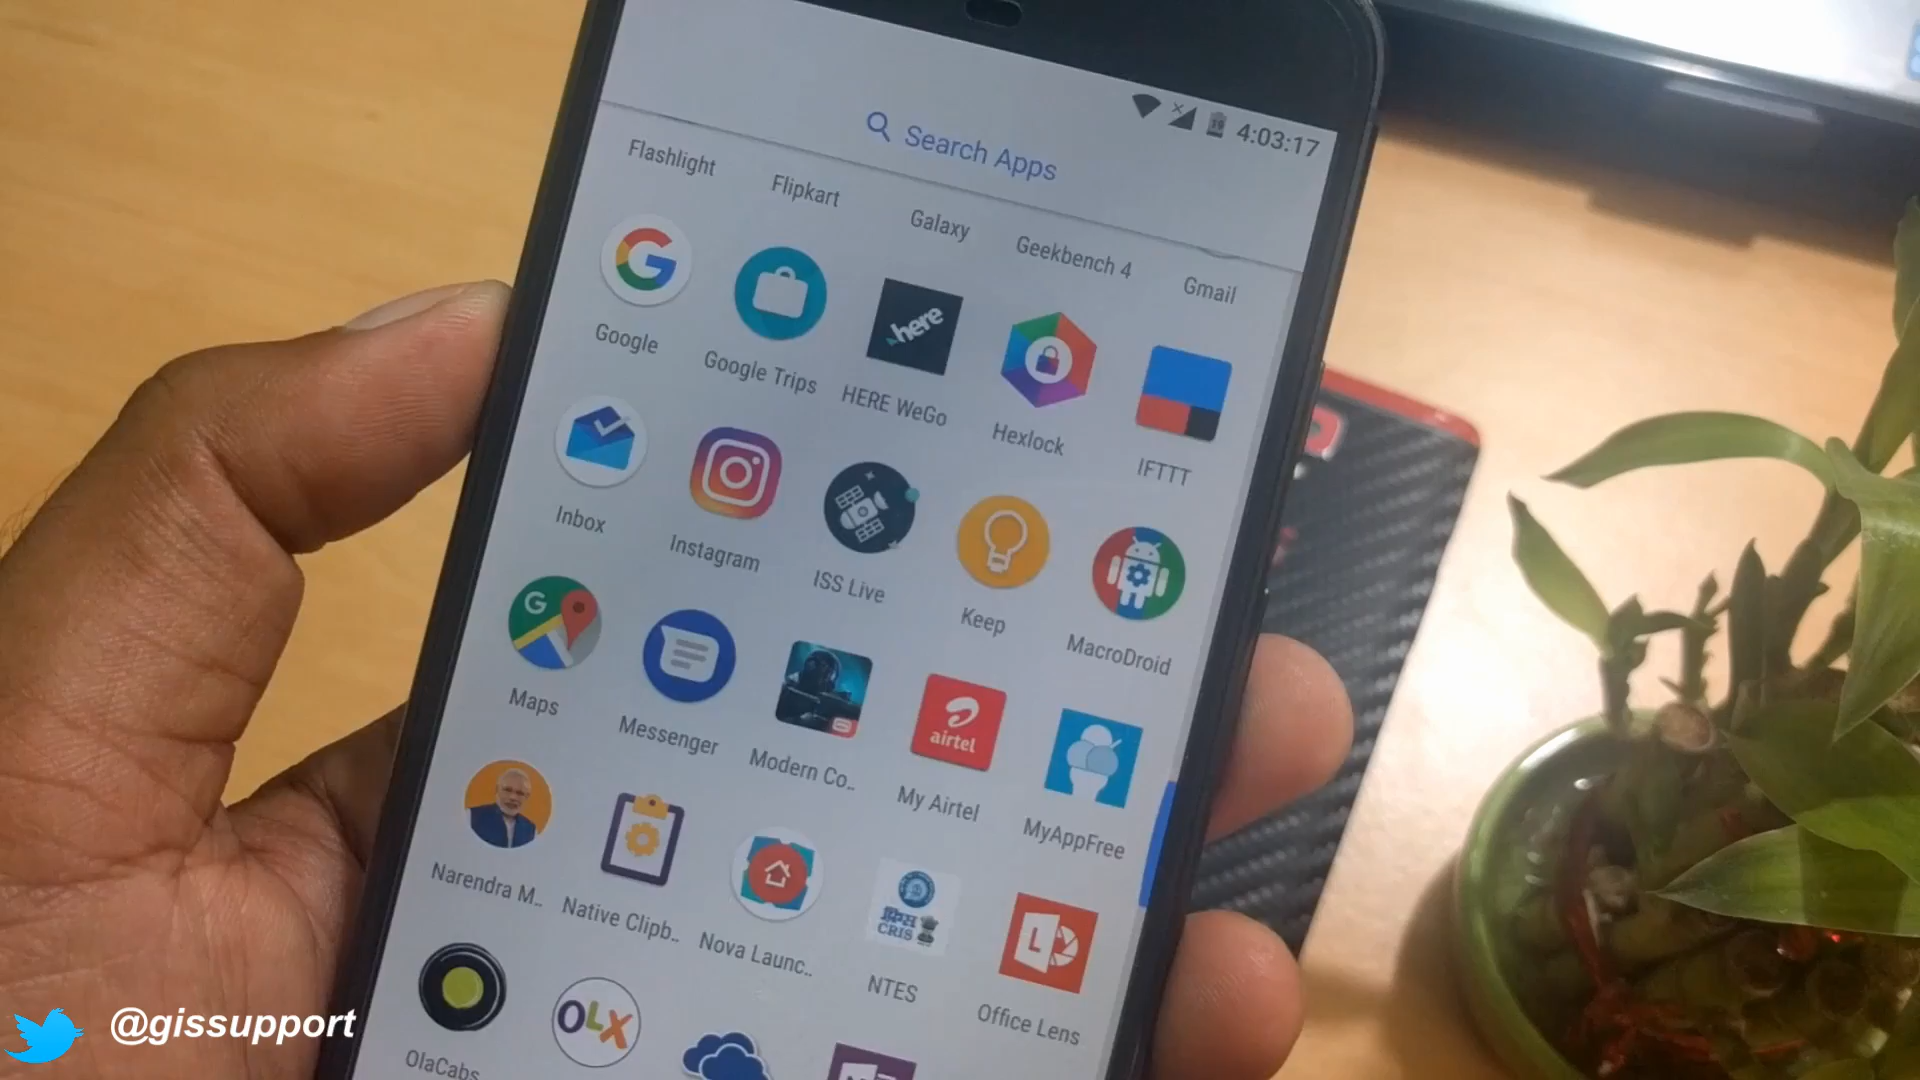 4:03:17
Search Apps
Flashlight
Flipkart
Galaxy
Geekbench 4
Gmail
Google
Google Trips
here
HERE WeGo
Hexlock
IFTTT
Inbox
Instagram
ISS Live
Keep
MacroDroid
G
Maps
Messenger
Modern Co..
airtel
My Airtel
MyAppFree
Narendra M..
Native Clipb..
Nova Launc..
क्रिस
CRIS
NTES
L
Office Lens
OlaCabs
OLX
@gissupport